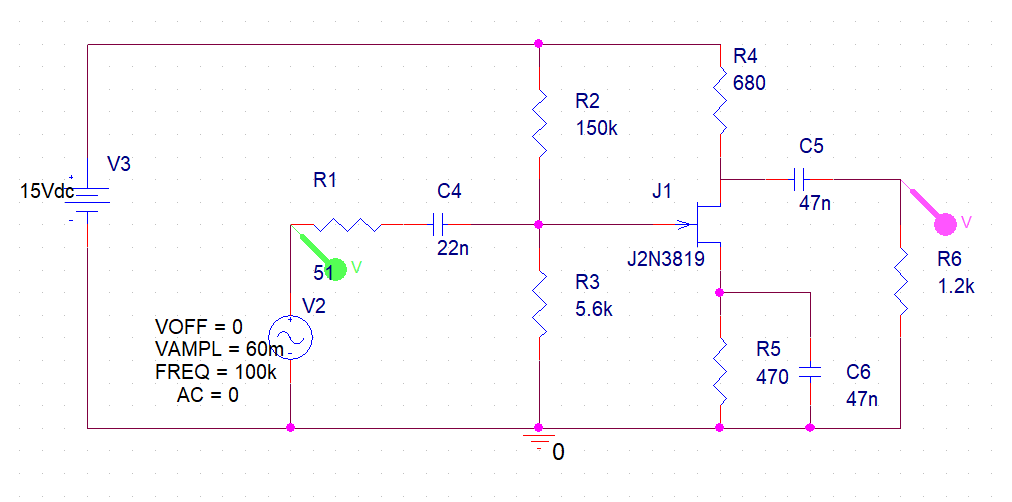 R4
680
R2
150k
V3
15Vdc
+
-
R1
C4
22n
51
V
J1
J2N3819
C5
47n
V
R3
5.6k
R6
1.2k
V2
VOFF = 0
VAMPL = 60m
FREQ = 100k
AC = 0
+
-
R5
470
C6
47n
0